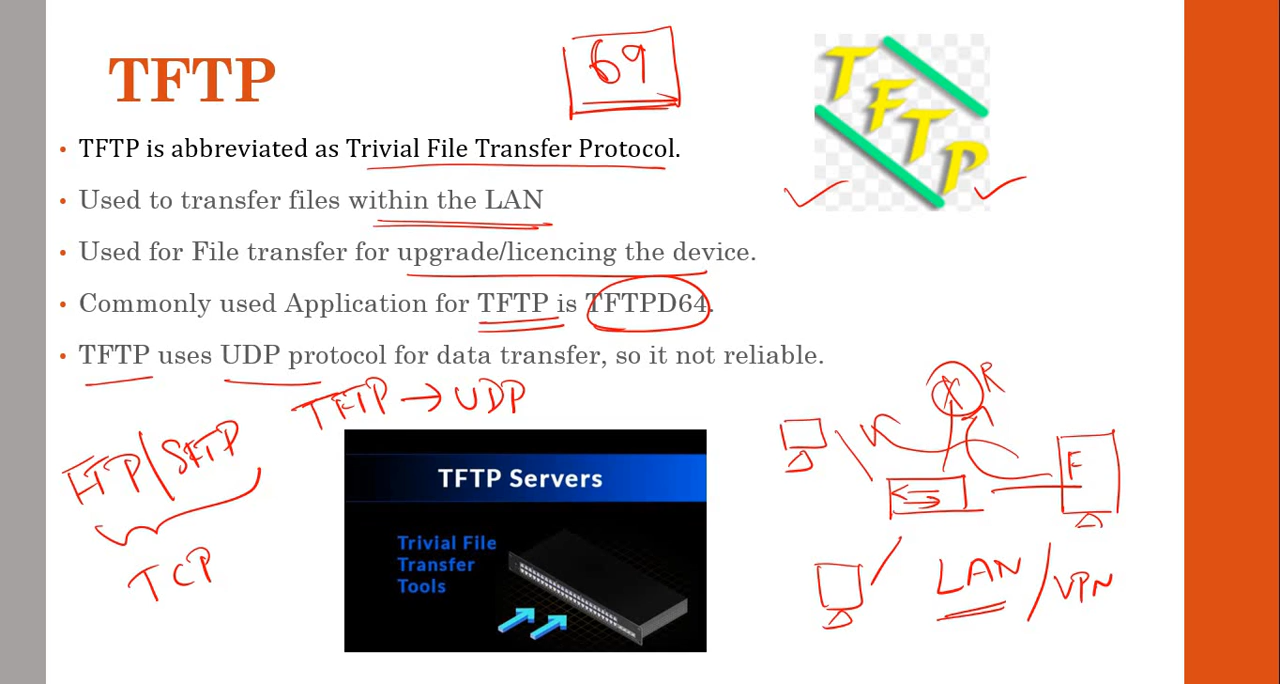 TFTP
69
TFTP
• TFTP is abbreviated as Trivial File Transfer Protocol.
• Used to transfer files within the LAN
• Used for File transfer for upgrade/licencing the device.
• Commonly used Application for TFTP is TFTPD64.
• TFTP uses UDP protocol for data transfer, so it not reliable.
TFTP → UDP
FTP/SFTP
TCP
TFTP Servers
Trivial File
Transfer
Tools
R
F
LAN / VPN